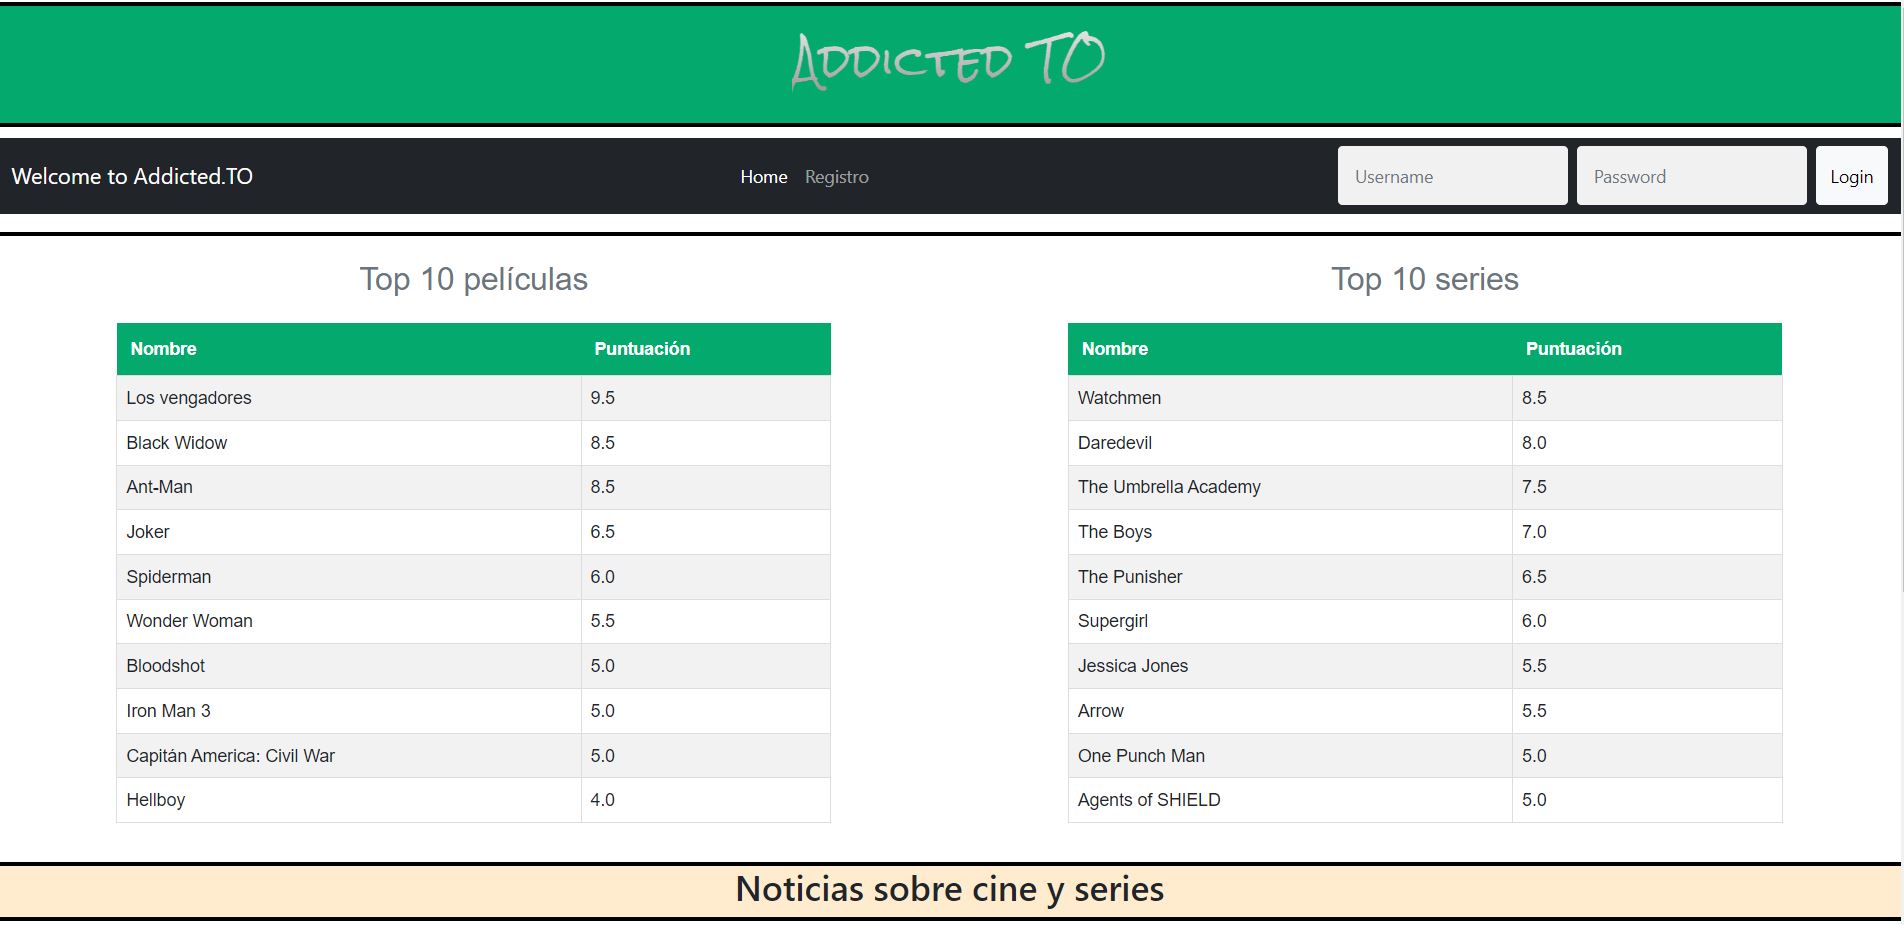 Addicted TO
Welcome to Addicted.TO Home Registro Username Password Login
Top 10 películas
Nombre Puntuación
Los vengadores 9.5
Black Widow 8.5
Ant-Man 8.5
Joker 6.5
Spiderman 6.0
Wonder Woman 5.5
Bloodshot 5.0
Iron Man 3 5.0
Capitán America: Civil War 5.0
Hellboy 4.0
Top 10 series
Nombre Puntuación
Watchmen 8.5
Daredevil 8.0
The Umbrella Academy 7.5
The Boys 7.0
The Punisher 6.5
Supergirl 6.0
Jessica Jones 5.5
Arrow 5.5
One Punch Man 5.0
Agents of SHIELD 5.0
Noticias sobre cine y series